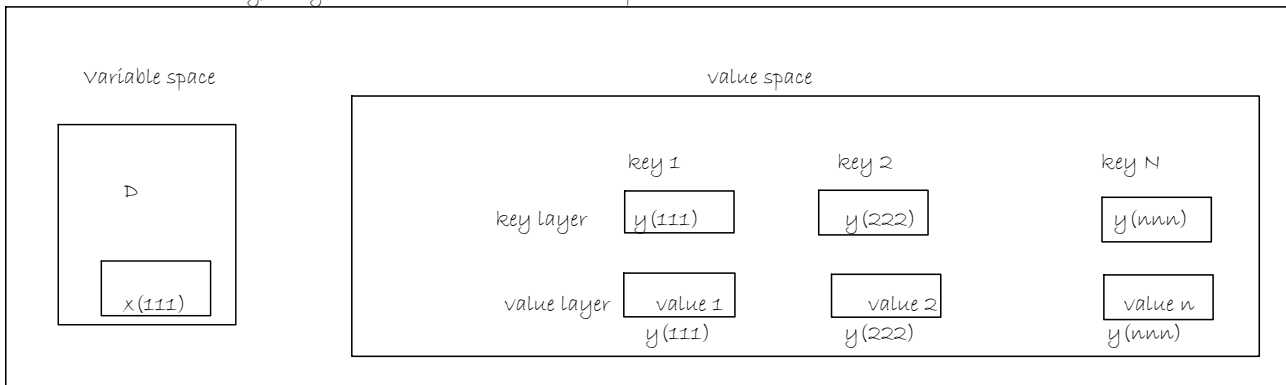 Variable space value space
key 1 key 2 key N
D
key layer y(111) y(222) y(nnn)
x(111) value layer value 1 value 2 value n
y(111) y(222) y(nnn)